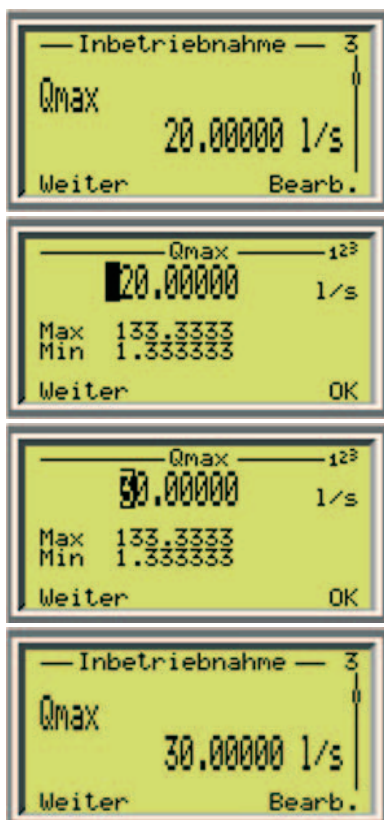 Inbetriebnahme 3
Qmax
20.00000 l/s
Weiter Bearb.
Qmax 123
20.00000 l/s
Max 133.3333
Min 1.333333
Weiter OK
Qmax 123
30.00000 l/s
Max 133.3333
Min 1.333333
Weiter OK
Inbetriebnahme 3
Qmax
30.00000 l/s
Weiter Bearb.